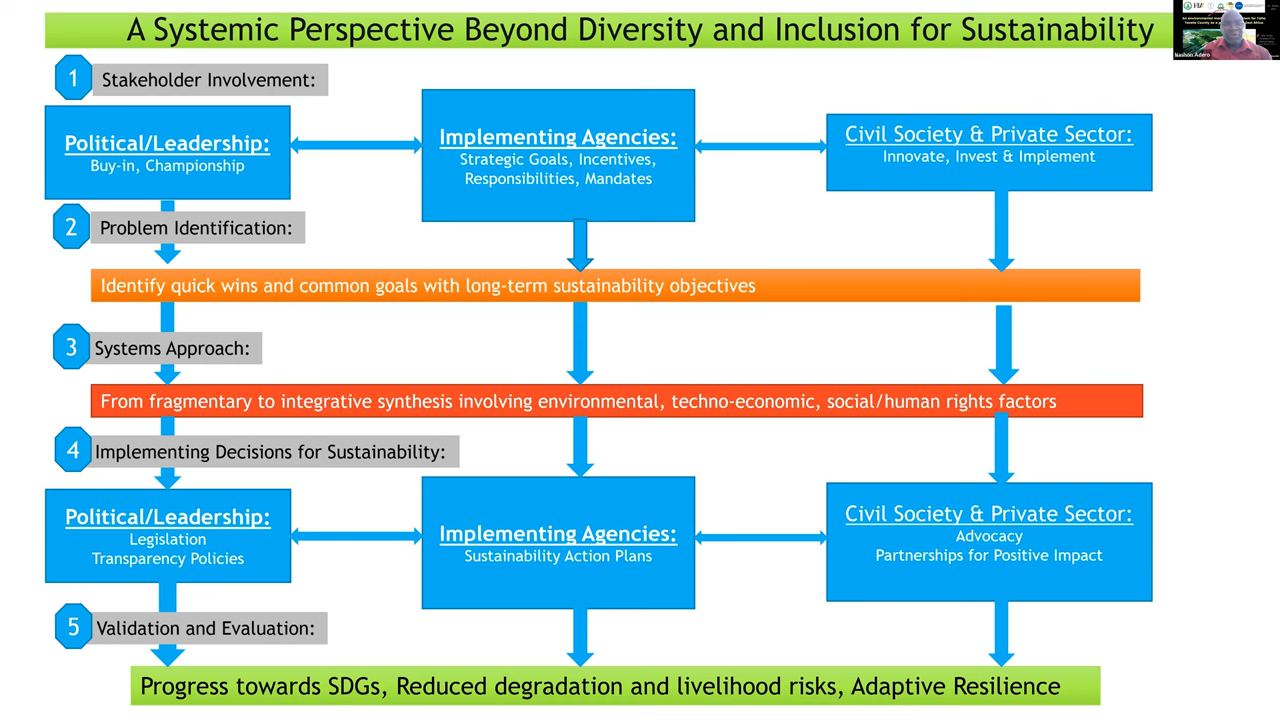 A Systemic Perspective Beyond Diversity and Inclusion for Sustainability
Nashon Adero
1
Stakeholder Involvement:
Political/Leadership:
Buy-in, Championship
Implementing Agencies:
Strategic Goals, Incentives,
Responsibilities, Mandates
Civil Society & Private Sector:
Innovate, Invest & Implement
2
Problem Identification:
Identify quick wins and common goals with long-term sustainability objectives
3
Systems Approach:
From fragmentary to integrative synthesis involving environmental, techno-economic, social/human rights factors
4
Implementing Decisions for Sustainability:
Political/Leadership:
Legislation
Transparency Policies
Implementing Agencies:
Sustainability Action Plans
Civil Society & Private Sector:
Advocacy
Partnerships for Positive Impact
5
Validation and Evaluation:
Progress towards SDGs, Reduced degradation and livelihood risks, Adaptive Resilience